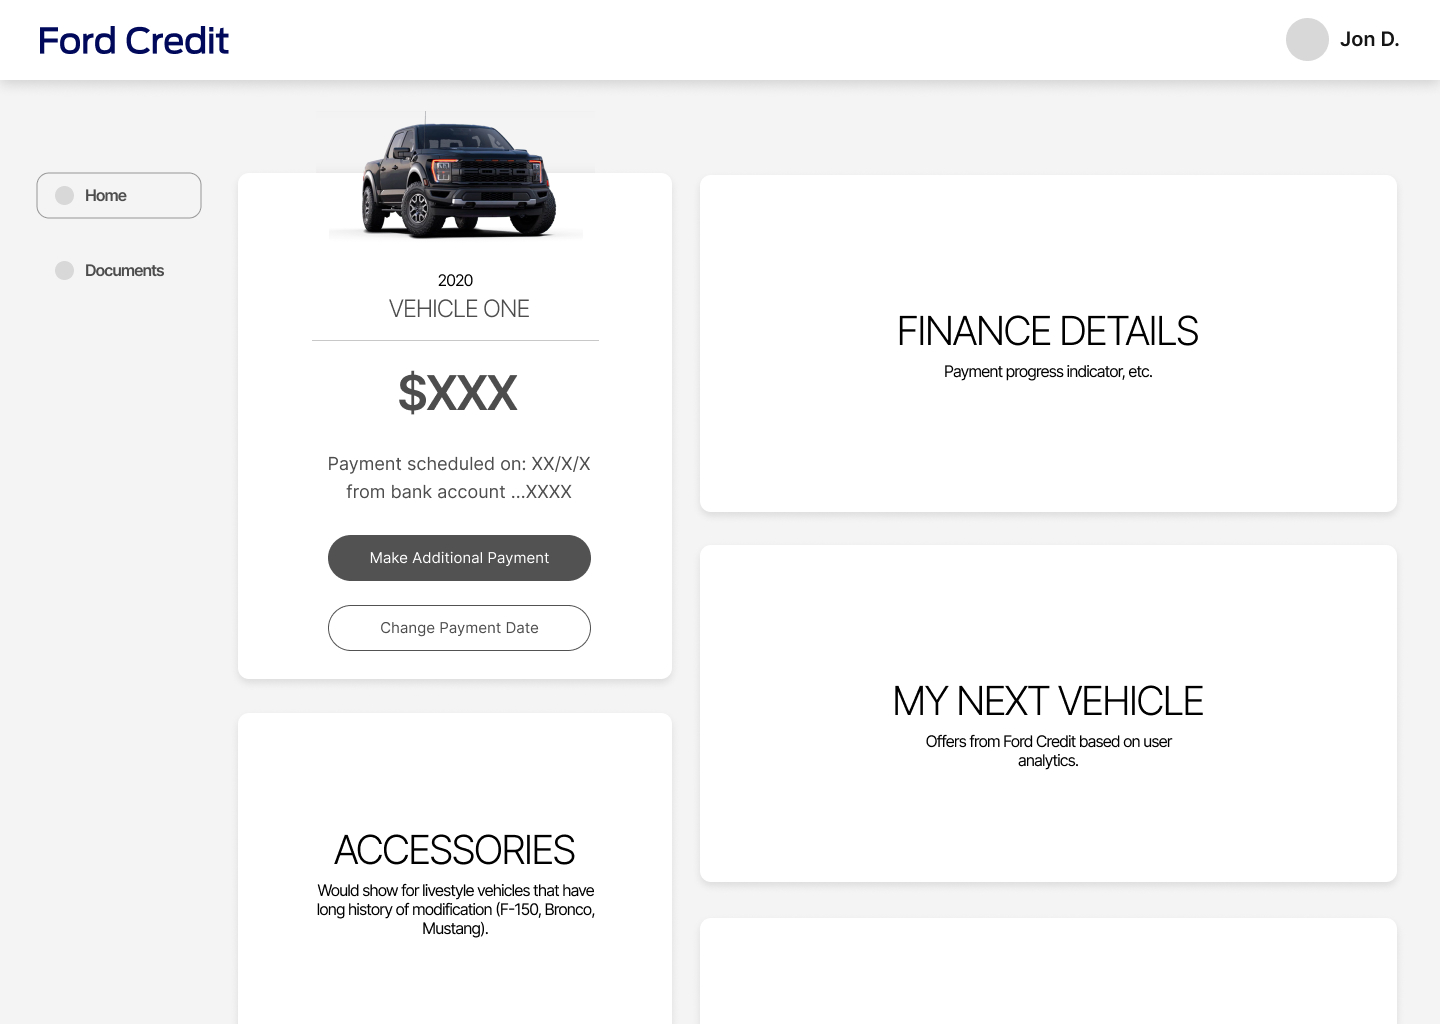 Ford Credit
Jon D.
Home
Documents
FORD
2020
VEHICLE ONE
$XXX
Payment scheduled on: XX/X/X
from bank account ...XXXX
Make Additional Payment
Change Payment Date
FINANCE DETAILS
Payment progress indicator, etc.
MY NEXT VEHICLE
Offers from Ford Credit based on user
analytics.
ACCESSORIES
Would show for livestyle vehicles that have
long history of modification (F-150, Bronco,
Mustang).